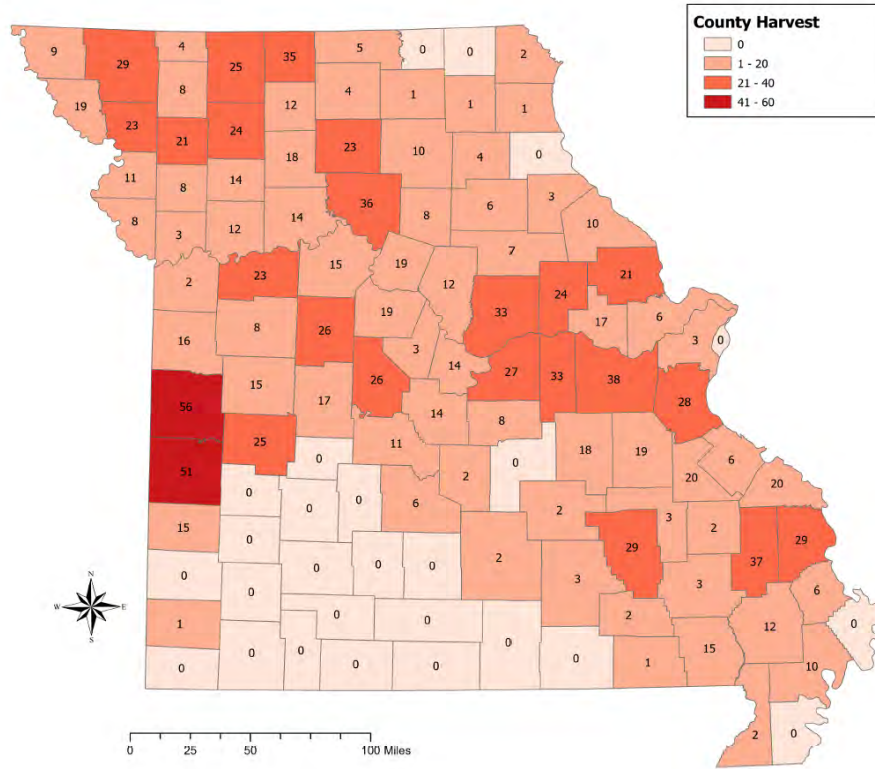 County Harvest
0
1 - 20
21 - 40
41 - 60
9 29 4 25 35 5 0 0 2
19 8 12 4 1 1 1
23 21 24 18 23 10 4 0
11 8 14 36 8 6 3
8 3 12 14 7 10
2 23 15 19 12 33 24 21
16 8 26 19 3 14 17 6 3 0
56 15 17 26 14 27 33 38 28
51 25 0 11 2 8 0 18 19 20 6 20
0 0 0 6 2 3 2 37 29
15 0 0 0 0 2 3 29 3 6
0 0 0 2 12 0
1 0 0 0 0 0 1 15 10
0 0 0 2 0
N
W E
S
0 25 50 100 Miles